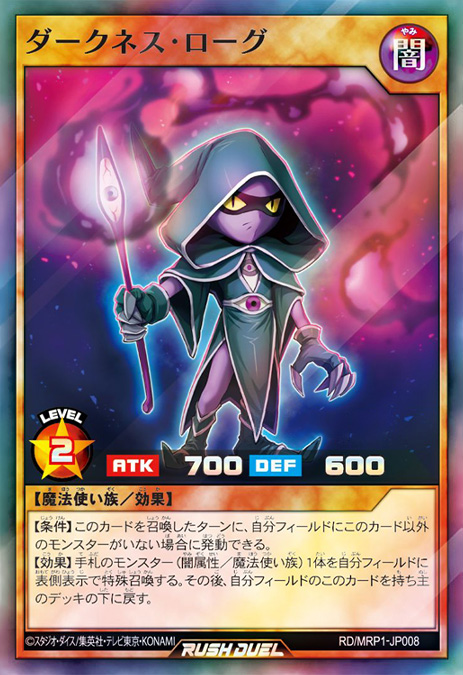 ダークネス・ローグ
やみ
闇
LEVEL
2
ATK 700 DEF 600
【魔法使い族／効果】
【条件】このカードを召喚したターンに、自分フィールドにこのカード以外
のモンスターがいない場合に発動できる。
【効果】手札のモンスター（闇属性／魔法使い族）1体を自分フィールドに
表側表示で特殊召喚する。その後、自分フィールドのこのカードを持ち主
のデッキの下に戻す。
©スタジオ・ダイス/集英社・テレビ東京・KONAMI
RUSH DUEL
RD/MRP1-JP008